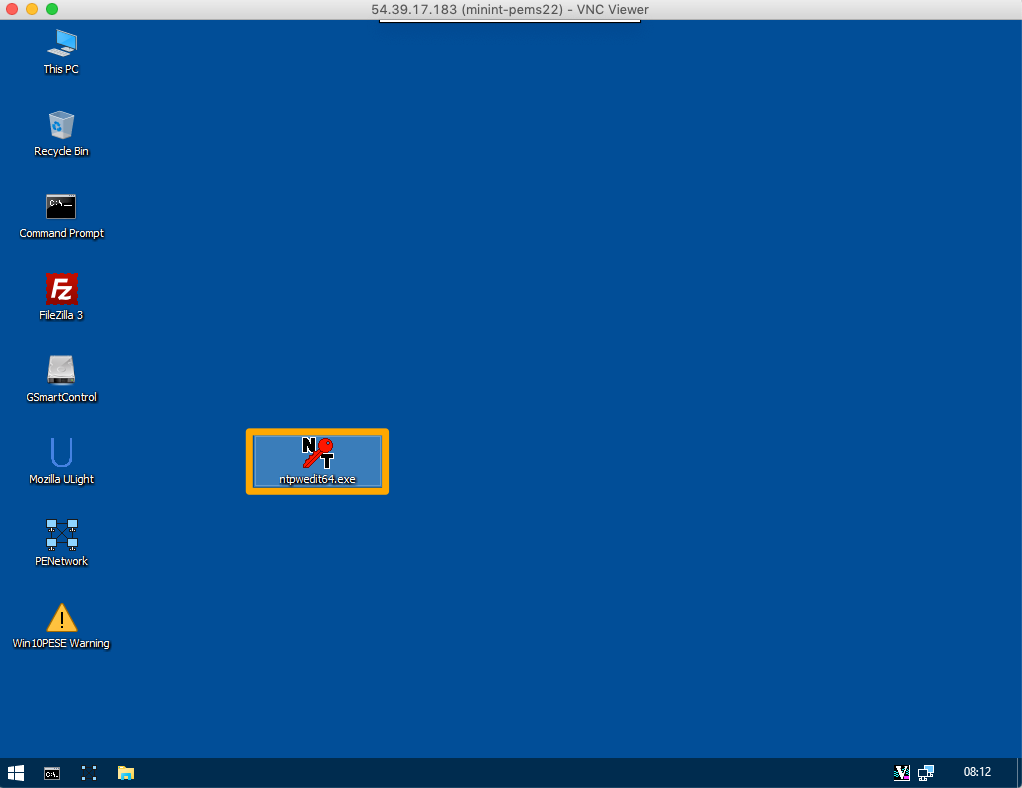 54.39.17.183 (minint-pems22) - VNC Viewer
This PC
Recycle Bin
C:\_
Command Prompt
Fz
FileZilla 3
GSmartControl
U
Mozilla ULight
N
T
ntpwedit64.exe
PENetwork
!
Win10PESE Warning
C:\.
V
08:12